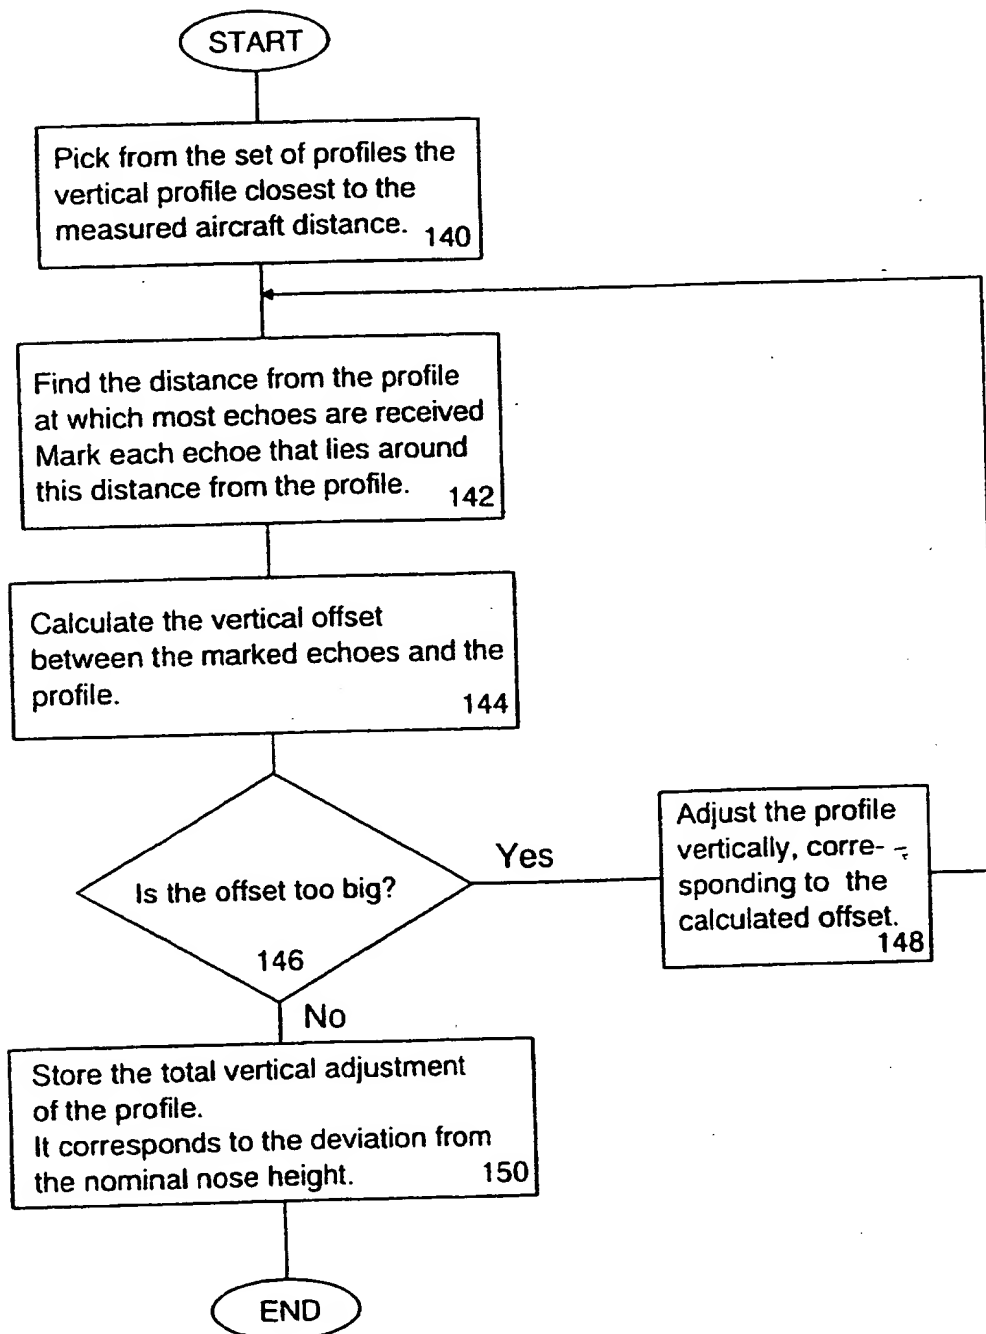 START
Pick from the set of profiles the
vertical profile closest to the
measured aircraft distance. 140
Find the distance from the profile
at which most echoes are received
Mark each echoe that lies around
this distance from the profile. 142
Calculate the vertical offset
between the marked echoes and the
profile. 144
Is the offset too big?
146
Yes
Adjust the profile
vertically, corre-
sponding to the
calculated offset.
148
No
Store the total vertical adjustment
of the profile.
It corresponds to the deviation from
the nominal nose height. 150
END